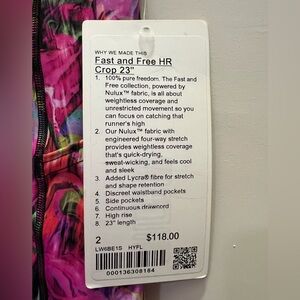 WHY WE MADE THIS
Fast and Free HR
Crop 23"
1. 100% pure freedom. The Fast and
Free collection, powered by
Nulux™ fabric, is all about
weightless coverage and
unrestricted movement so you
can focus on catching that
runner's high
2. Our Nulux™ fabric with
engineered four-way stretch
provides weightless coverage
that's quick-drying,
sweat-wicking, and feels cool
and sleek
3. Added Lycra® fibre for stretch
and shape retention
4. Discreet waistband pockets
5. Side pockets
6. Continuous drawcord
7. High rise
8. 23" length
2 $118.00
LW6BE1S HYFL
000136308184